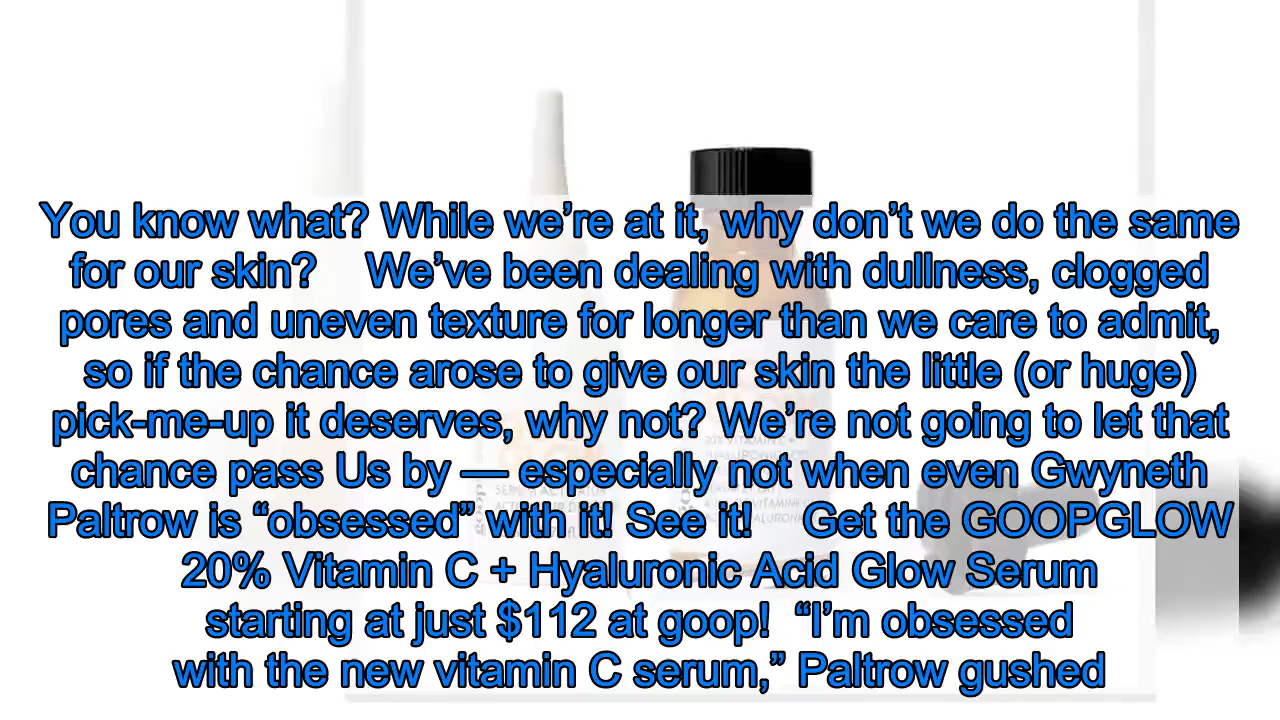 You know what? While we’re at it, why don’t we do the same
for our skin? We’ve been dealing with dullness, clogged
pores and uneven texture for longer than we care to admit,
so if the chance arose to give our skin the little (or huge)
pick-me-up it deserves, why not? We’re not going to let that
chance pass Us by — especially not when even Gwyneth
Paltrow is “obsessed” with it! See it! Get the GOOPGLOW
20% Vitamin C + Hyaluronic Acid Glow Serum
starting at just $112 at goop! “I’m obsessed
with the new vitamin C serum,” Paltrow gushed
goop